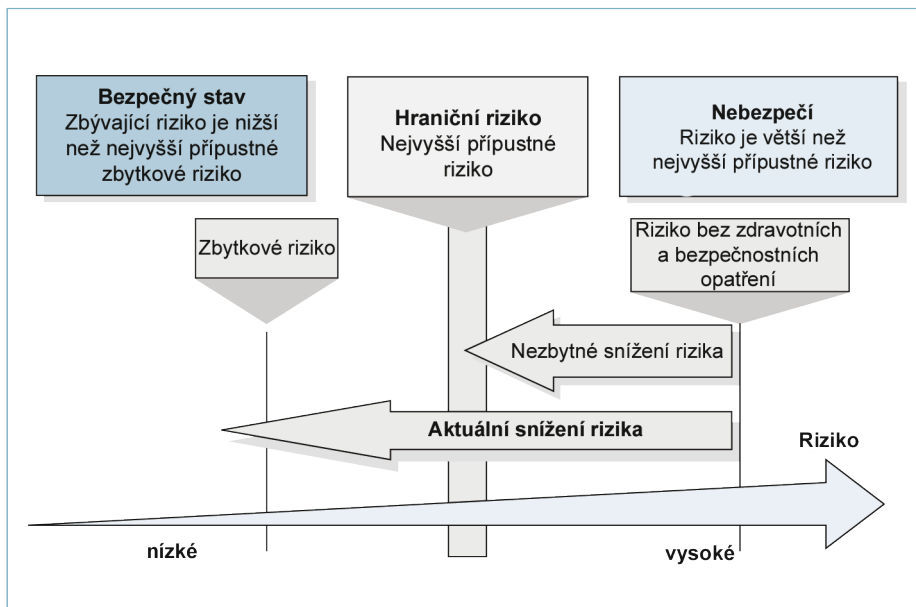 Bezpečný stav
Zbývající riziko je nižší
než nejvyšší přípustné
zbytkové riziko
Hraniční riziko
Nejvyšší přípustné
riziko
Nebezpečí
Riziko je větší než
nejvyšší přípustné riziko
Zbytkové riziko
Riziko bez zdravotních
a bezpečnostních
opatření
Nezbytné snížení rizika
Aktuální snížení rizika
Riziko
nízké
vysoké